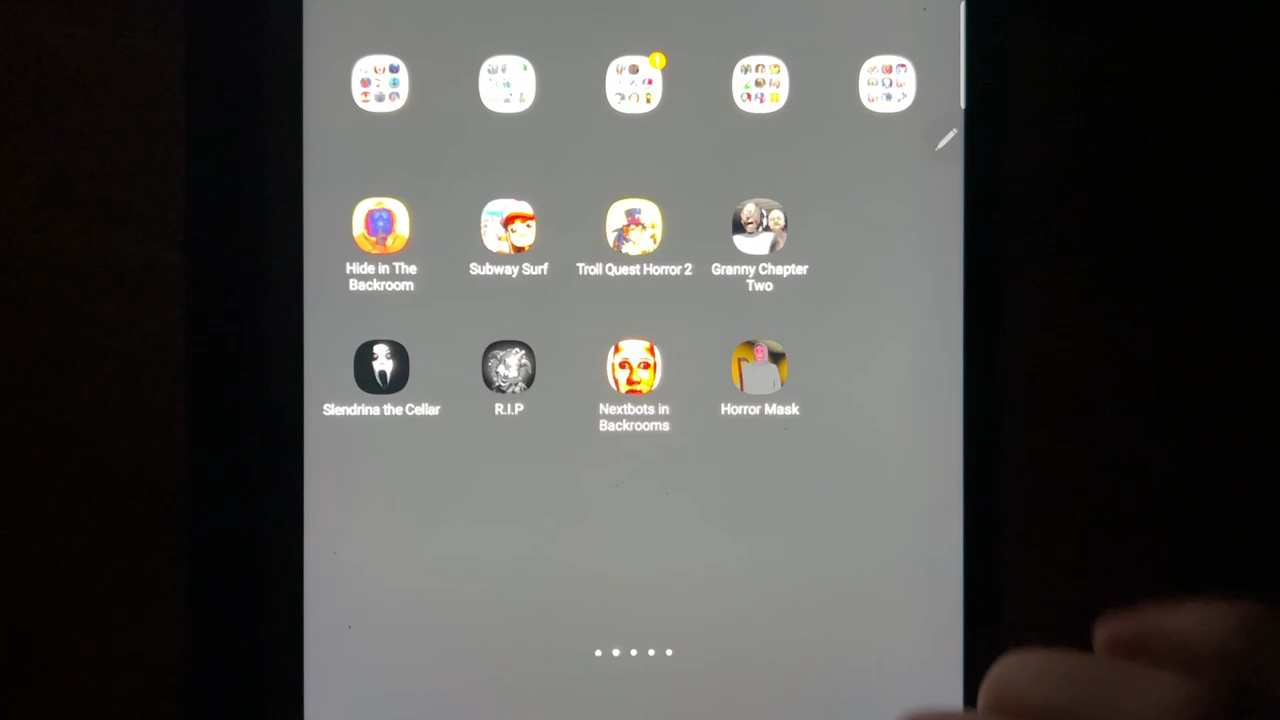 1
Hide in The
Backroom
Subway Surf
Troll Quest Horror 2
Granny Chapter
Two
Slendrina the Cellar
R.I.P
Nextbots in
Backrooms
Horror Mask